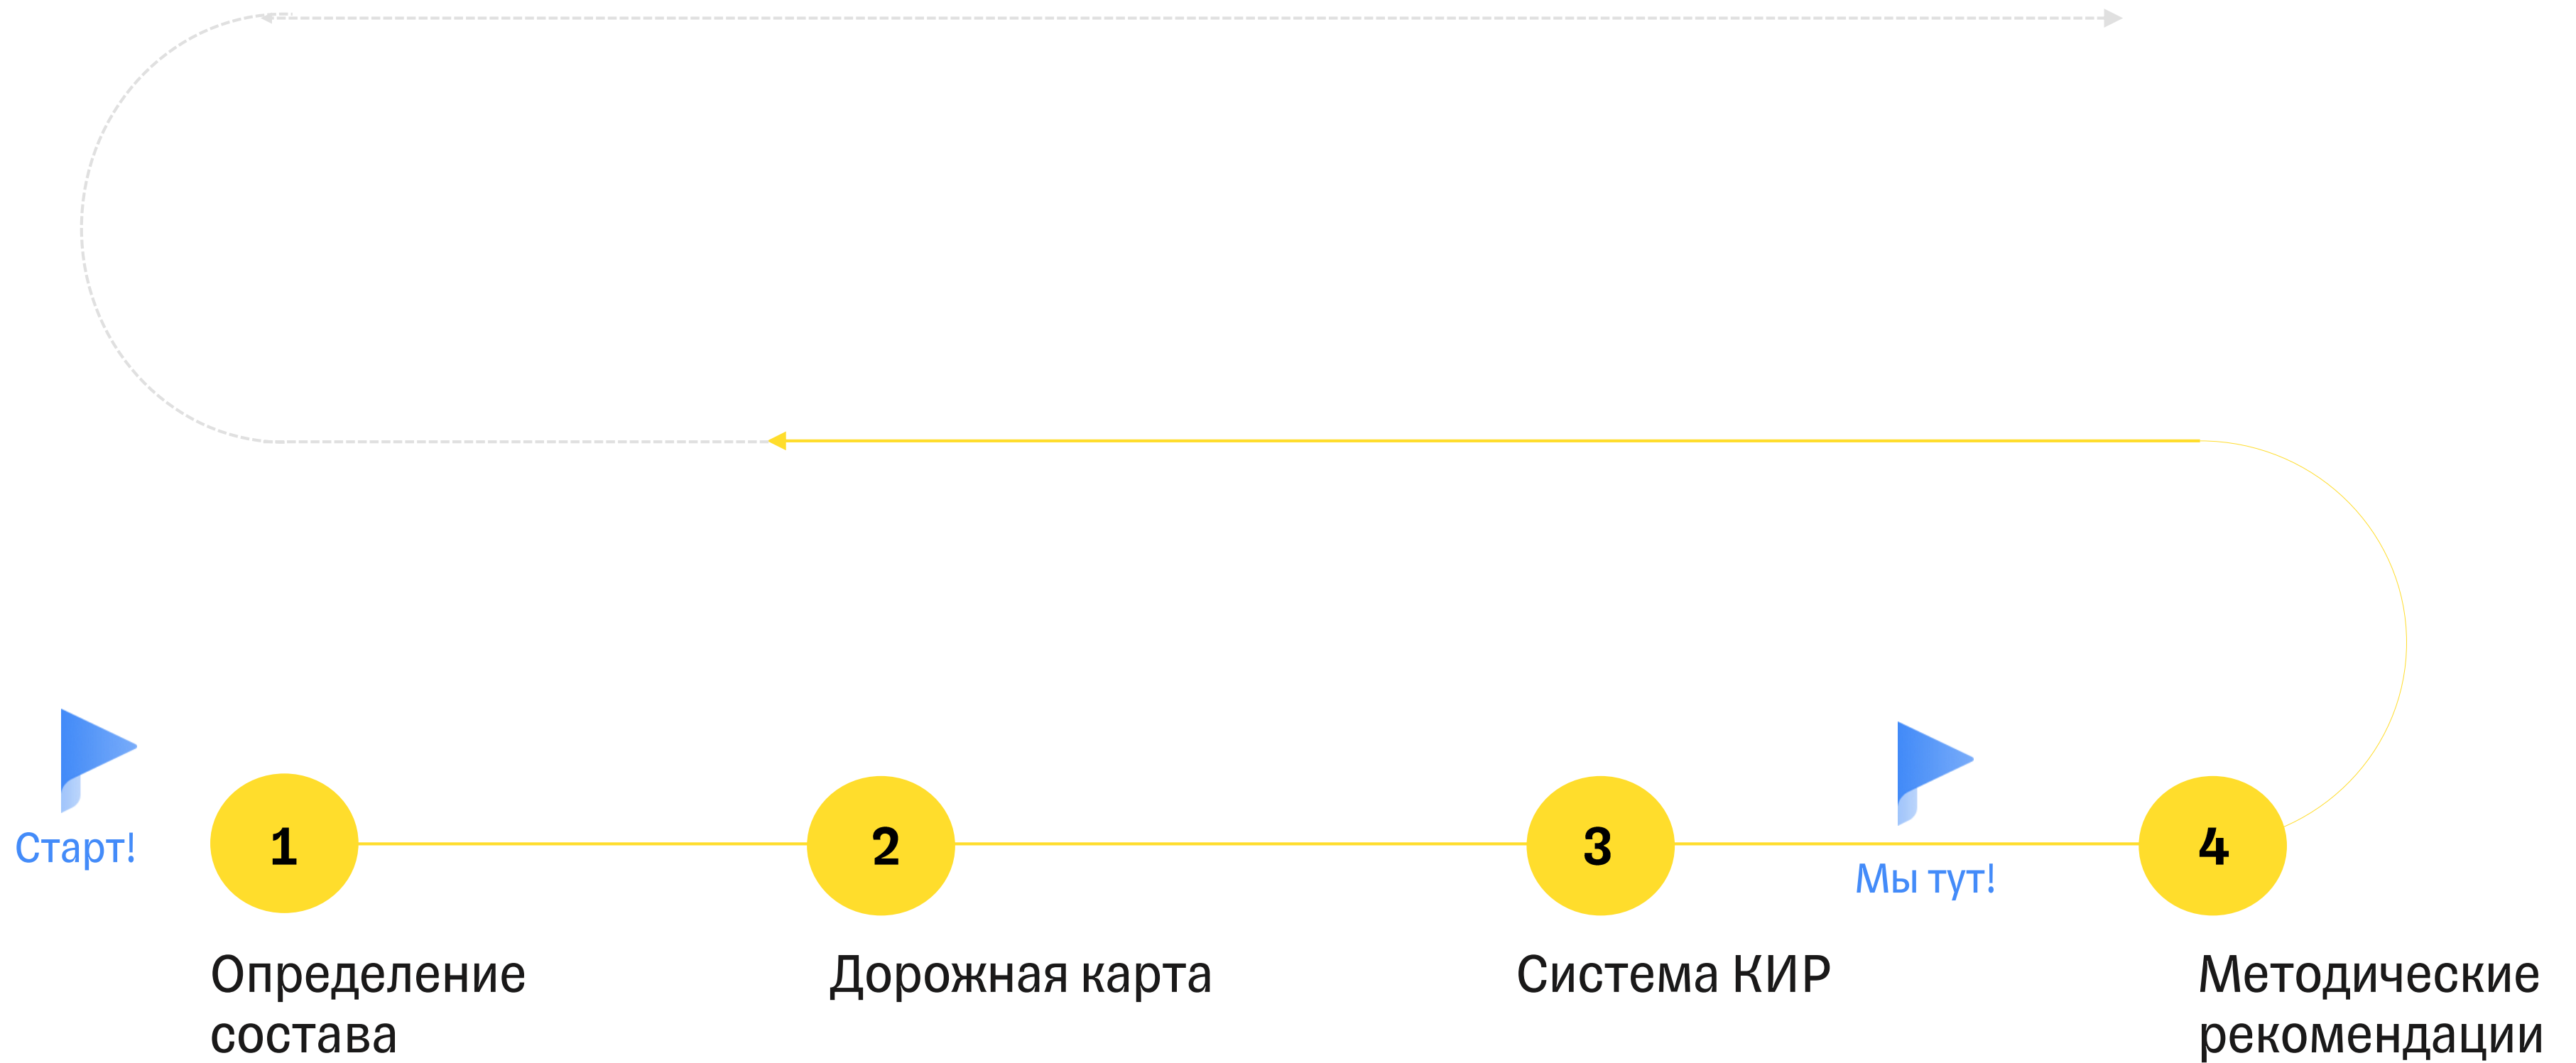 Старт!
1
2
3
4
Мы тут!
Определение
состава
Дорожная карта
Система КИР
Методические
рекомендации